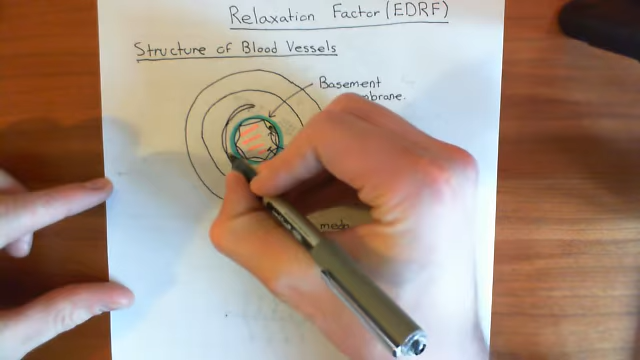 Relaxation Factor (EDRF)
Structure of Blood Vessels
Basement